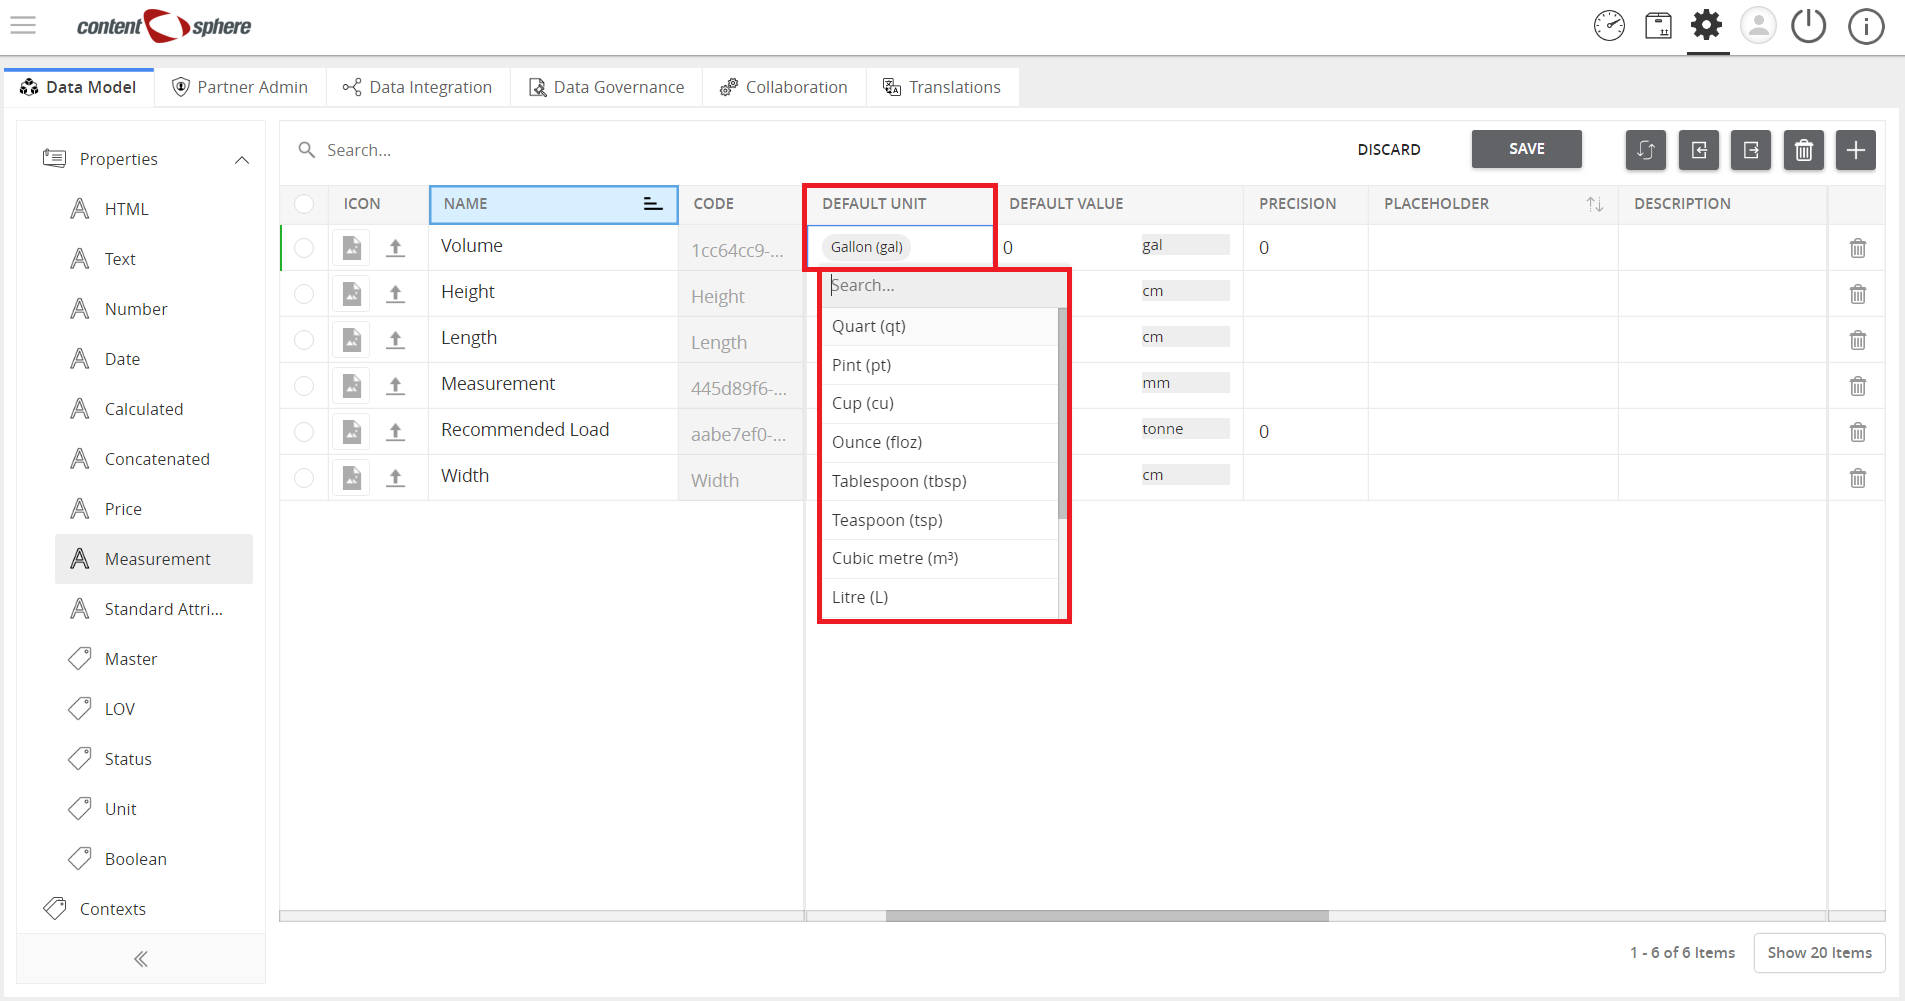 content sphere
Data Model Partner Admin Data Integration Data Governance Collaboration Translations
Properties
HTML
Text
Number
Date
Calculated
Concatenated
Price
Measurement
Standard Attri...
Master
LOV
Status
Unit
Boolean
Contexts
Search... DISCARD SAVE
ICON NAME CODE DEFAULT UNIT DEFAULT VALUE PRECISION PLACEHOLDER DESCRIPTION
Volume 1cc64cc9-... Gallon (gal) 0 gal 0
Height Height cm
Length Length cm
Measurement 445d89f6-... mm
Recommended Load aabe7ef0-... tonne 0
Width Width cm
Search...
Quart (qt)
Pint (pt)
Cup (cu)
Ounce (floz)
Tablespoon (tbsp)
Teaspoon (tsp)
Cubic metre (m³)
Litre (L)
1 - 6 of 6 Items Show 20 Items